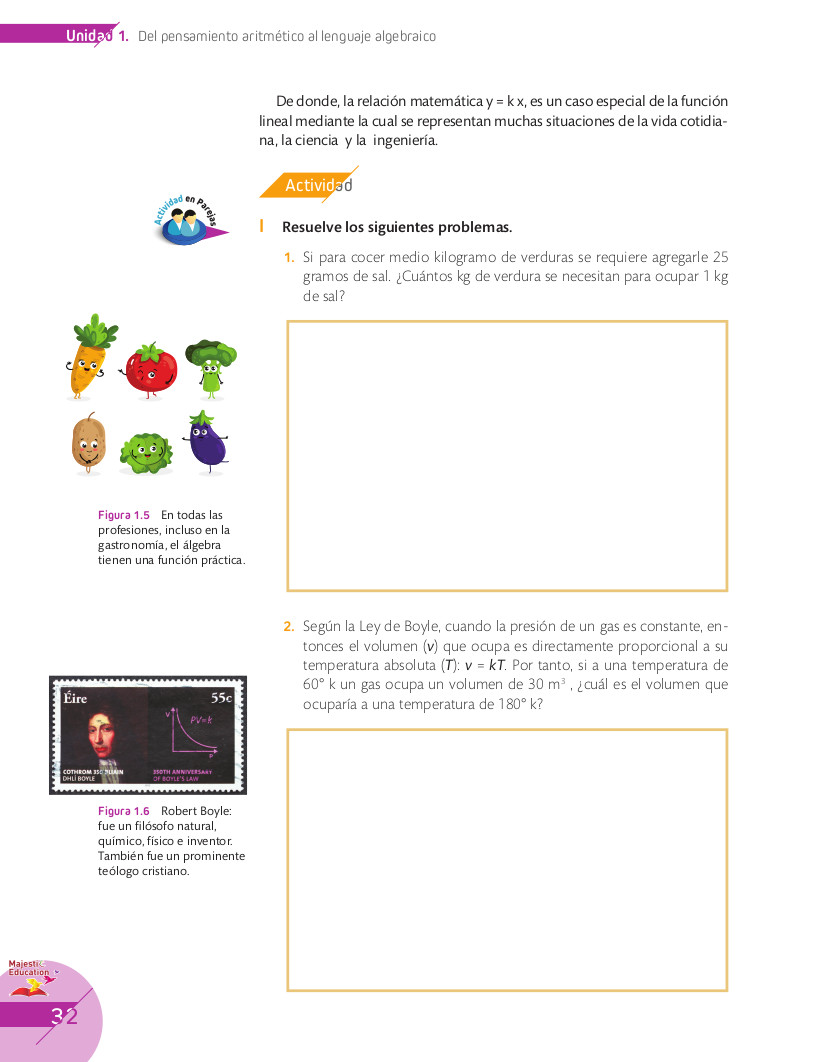 Unidad 1. Del pensamiento aritmético al lenguaje algebraico
De donde, la relación matemática y = k x, es un caso especial de la función
lineal mediante la cual se representan muchas situaciones de la vida cotidia-
na, la ciencia y la ingeniería.
Actividad
Actividad en Parejas
I Resuelve los siguientes problemas.
1. Si para cocer medio kilogramo de verduras se requiere agregarle 25
gramos de sal. ¿Cuántos kg de verdura se necesitan para ocupar 1 kg
de sal?
Figura 1.5 En todas las
profesiones, incluso en la
gastronomía, el álgebra
tienen una función práctica.
2. Según la Ley de Boyle, cuando la presión de un gas es constante, en-
tonces el volumen (v) que ocupa es directamente proporcional a su
temperatura absoluta (T): v = kT. Por tanto, si a una temperatura de
60° k un gas ocupa un volumen de 30 m³ , ¿cuál es el volumen que
ocuparía a una temperatura de 180° k?
Éire 55c
V
PV=k
P
COTHROM 350 BLIAIN
DHLÍ BOYLE
350TH ANNIVERSARY
OF BOYLE'S LAW
Figura 1.6 Robert Boyle:
fue un filósofo natural,
químico, físico e inventor.
También fue un prominente
teólogo cristiano.
Majestic
Education
32